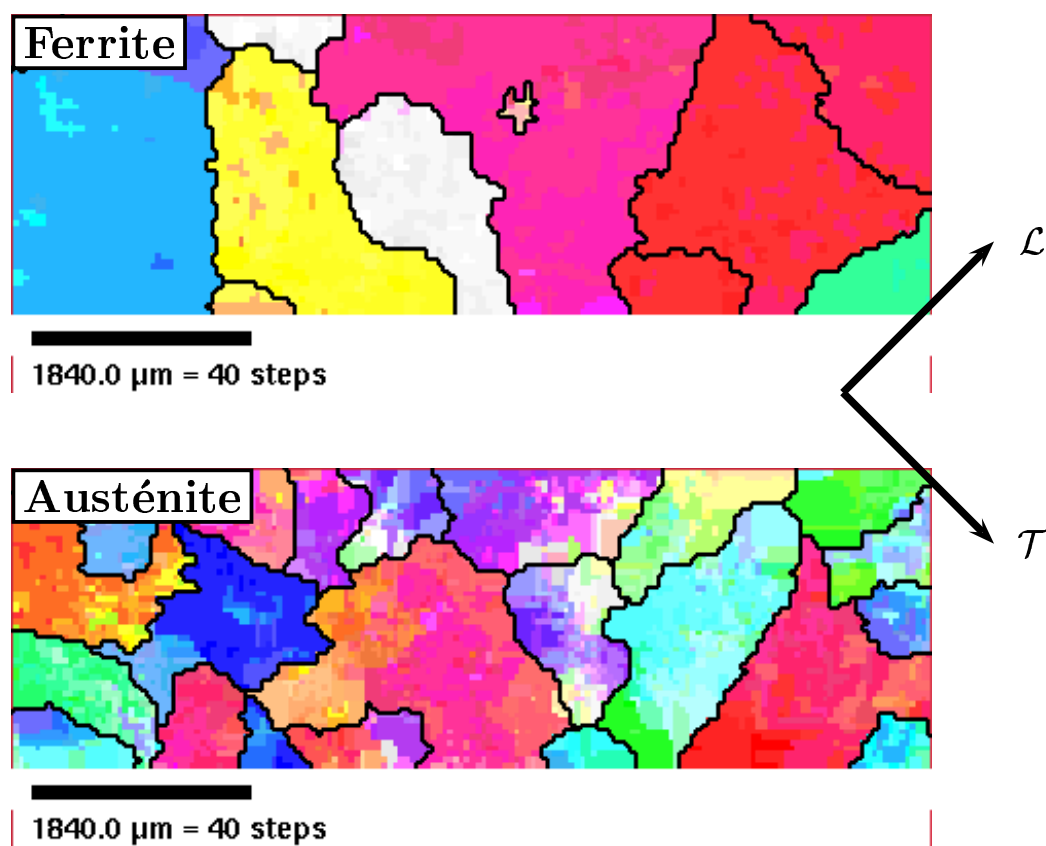 Ferrite
ℒ
1840.0 µm = 40 steps
Austénite
𝒯
1840.0 µm = 40 steps